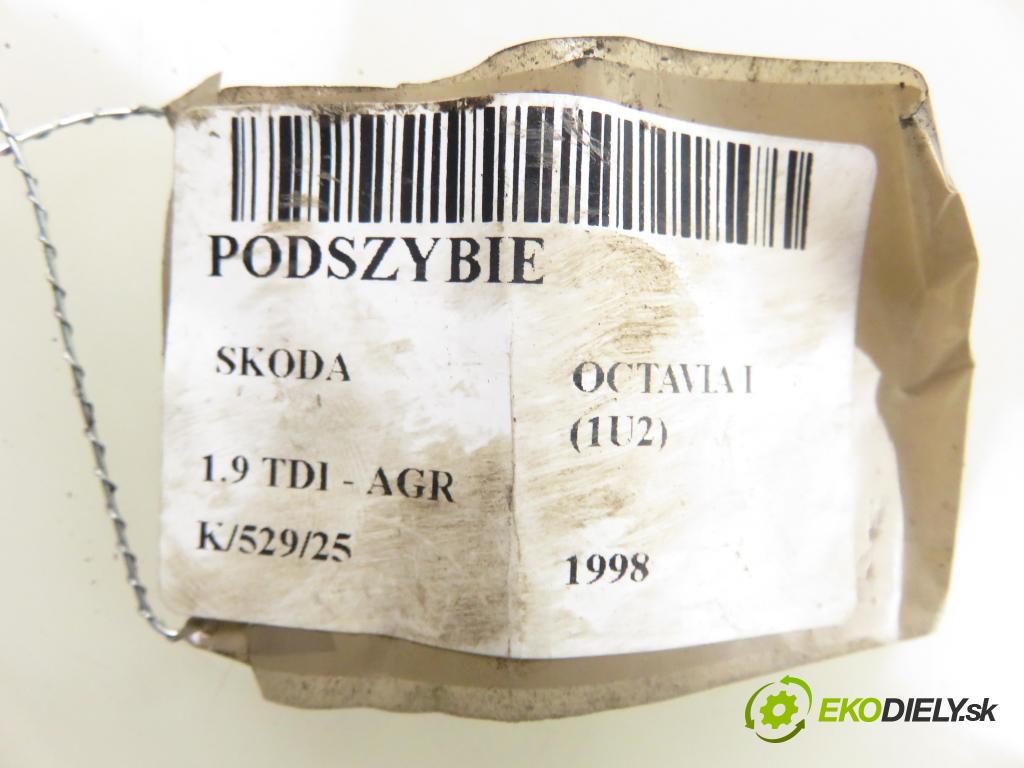 PODSZYBIE
SKODA
OCTAVIA I
(1U2)
1.9 TDI - AGR
K/529/25
1998
EKODIELY.sk